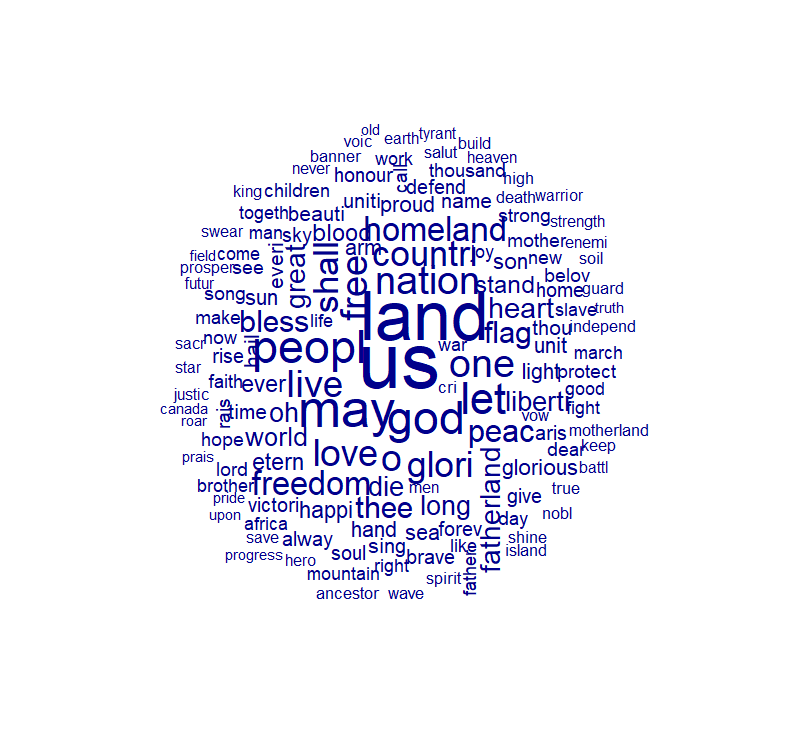 old
voic earth tyrant
build
banner work salut heaven
never honour call thousand high
king children defend death warrior
togeth beauti uniti proud name strong strength
swear man sky blood homeland mother enemi
field come everi great shall arm countri joy son new soil
prosper see free nation stand home belov guard
futur song sun land heart slave truth
make bless life flag thou independ
sacr now hail peopl us war one unit march
star rise light protect
justic faith ever live cri let liberti good
canada rais time oh may god vow fight
roar hope world peac aris motherland
prais lord etern love o glori glorious dear keep battl
brother freedom die men fatherland give true
pride victori happi thee long day nobl
upon africa hand sea forev shine
save alway soul sing brave like island
progress hero right father
mountain spirit
ancestor wave